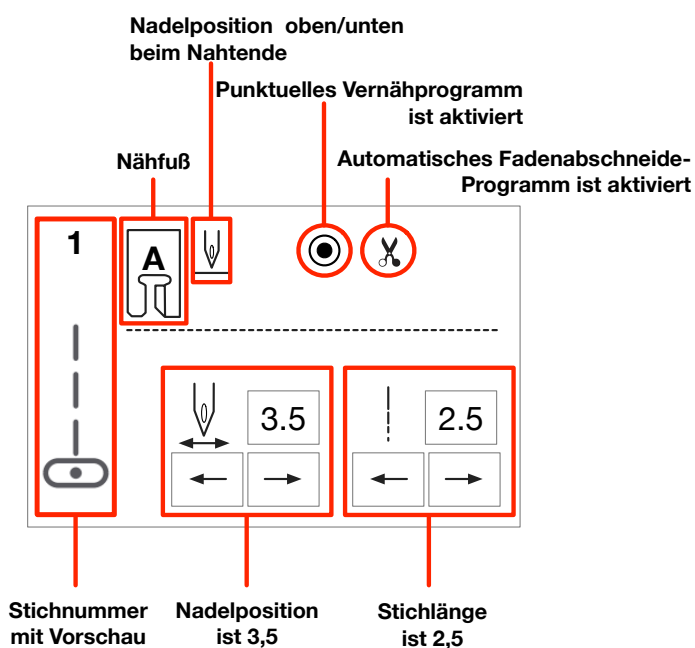 Nadelposition oben/unten
beim Nahtende
Punktuelles Vernähprogramm
ist aktiviert
Nähfuß
Automatisches Fadenabschneide-
Programm ist aktiviert
1
A
3.5
2.5
Stichnummer
mit Vorschau
Nadelposition
ist 3,5
Stichlänge
ist 2,5